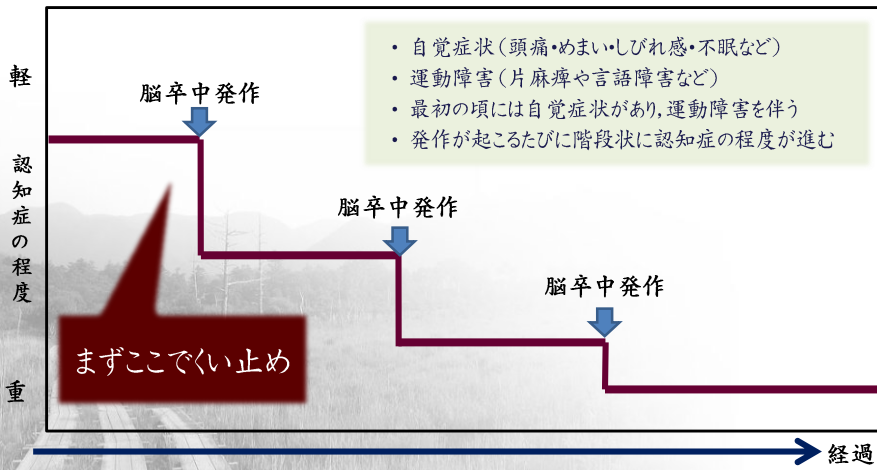 ・ 自覚症状（頭痛・めまい・しびれ感・不眠など）
・ 運動障害（片麻痺や言語障害など）
・ 最初の頃には自覚症状があり，運動障害を伴う
・ 発作が起こるたびに階段状に認知症の程度が進む
軽
脳卒中発作
認知症の程度
脳卒中発作
脳卒中発作
まずここでくい止め
重
経過